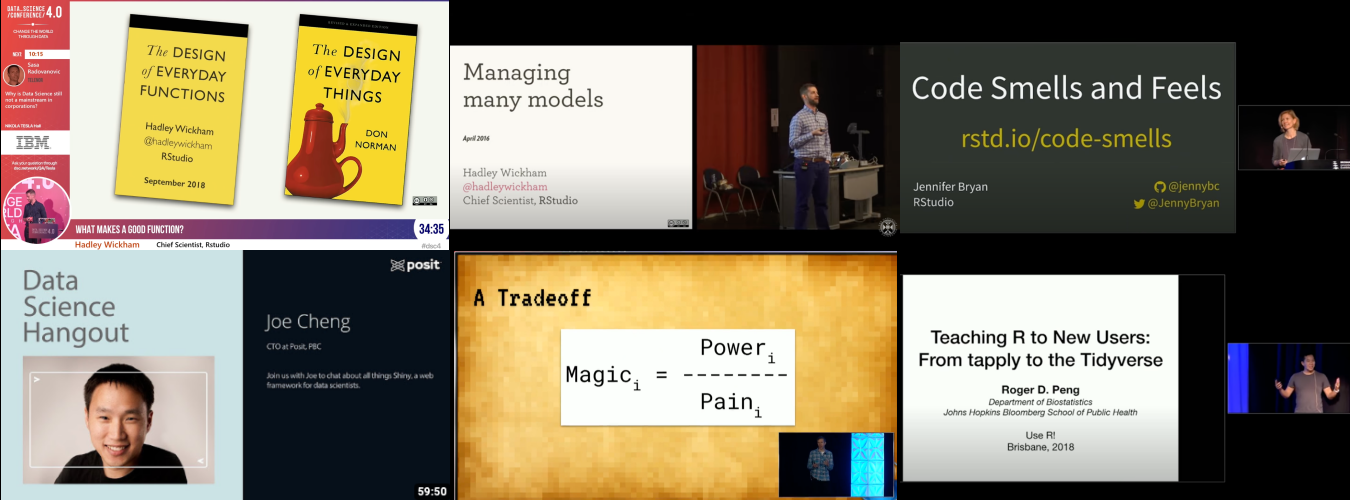 DATA_SCIENCE
/CONFERENCE/4.0
CHANGE THE WORLD
THROUGH DATA
NEXT 10:15
Sasa
Radovanovic
Why is Data Science still
not a mainstream in
corporations?
NIKOLA TESLA Hall
IBM
Ask your question through
The DESIGN
of EVERYDAY
FUNCTIONS
Hadley Wickham
@hadleywickham
RStudio
September 2018
REVISED & EXPANDED EDITION
The DESIGN
of EVERYDAY
THINGS
DON
NORMAN
WHAT MAKES A GOOD FUNCTION?
34:35
Hadley Wickham Chief Scientist, Rstudio
#dsc4
Managing
many models
April 2016
Hadley Wickham
@hadleywickham
Chief Scientist, RStudio
Code Smells and Feels
rstd.io/code-smells
Jennifer Bryan
RStudio
@jennybc
@JennyBryan
Data
Science
Hangout
posit
Joe Cheng
CTO at Posit, PBC
Join us with Joe to chat about all things Shiny, a web
framework for data scientists.
59:50
A Tradeoff
Magici = Poweri
Paini
Teaching R to New Users:
From tapply to the Tidyverse
Roger D. Peng
Department of Biostatistics
Johns Hopkins Bloomberg School of Public Health
Use R!
Brisbane, 2018